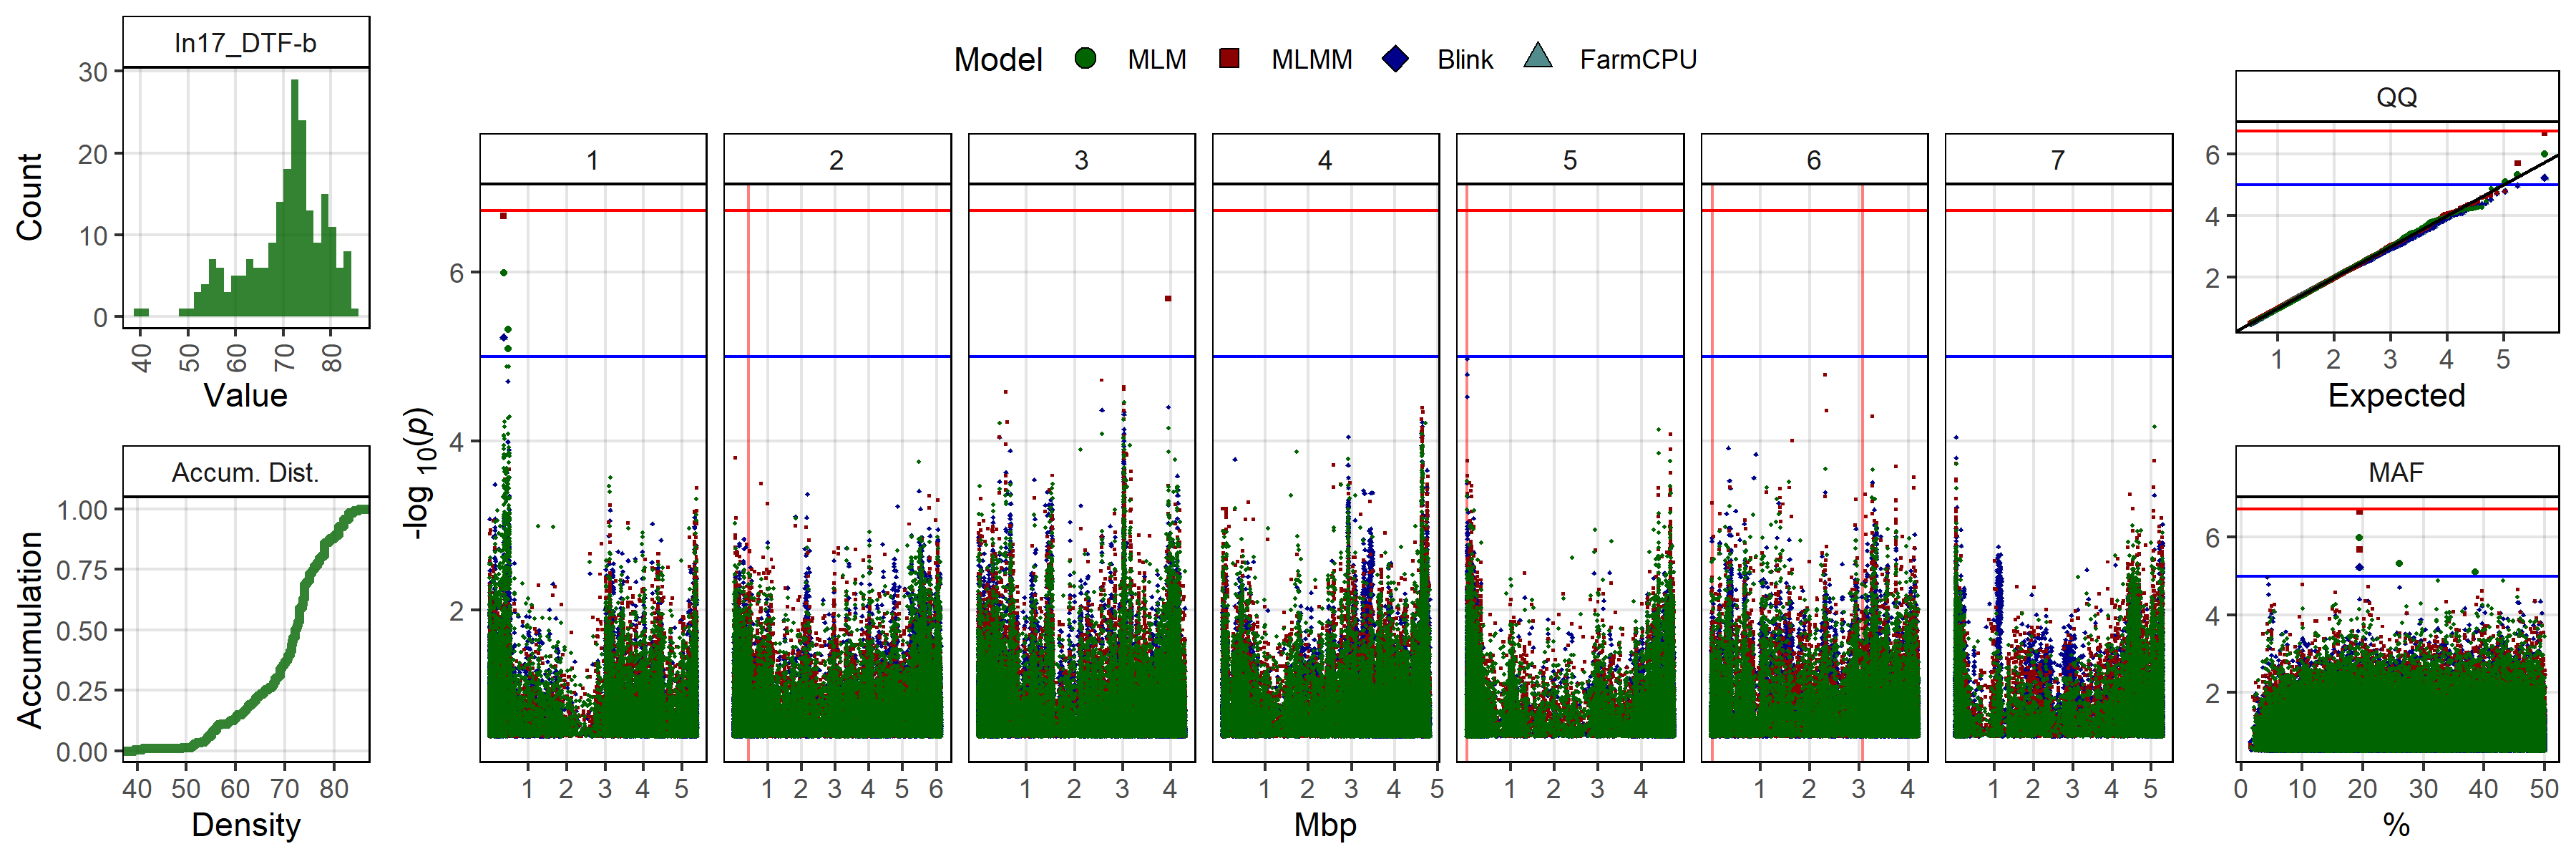 In17_DTF-b
30
20
10
0
Count
40 50 60 70 80
Value
Accum. Dist.
1.00
0.75
0.50
0.25
0.00
Accumulation
40 50 60 70 80
Density
Model MLM MLMM Blink FarmCPU
1 2 3 4 5 6 7
6
4
2
-log 10(p)
1 2 3 4 5
1 2 3 4 5 6
1 2 3 4
1 2 3 4 5
1 2 3 4
1 2 3 4
1 2 3 4 5
Mbp
QQ
6
4
2
1 2 3 4 5
Expected
MAF
6
4
2
0 10 20 30 40 50
%